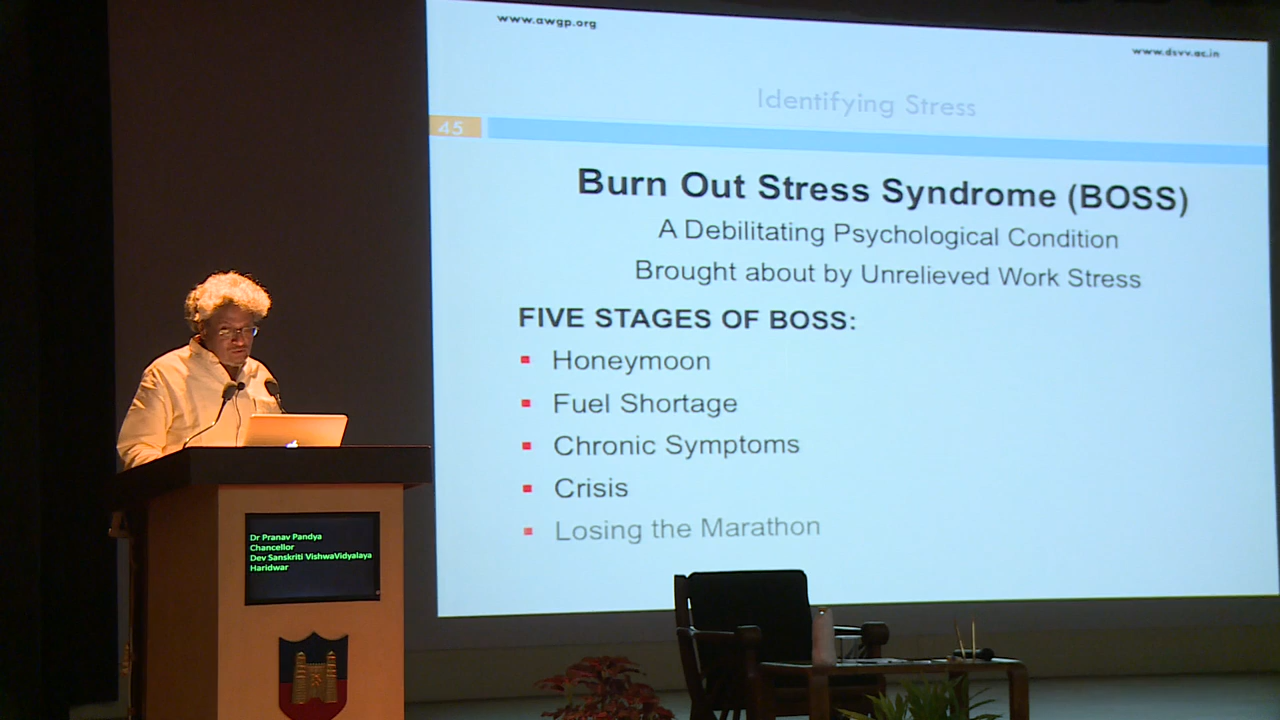 www.awgp.org
www.dsvv.ac.in
Identifying Stress
45
Burn Out Stress Syndrome (BOSS)
A Debilitating Psychological Condition
Brought about by Unrelieved Work Stress
FIVE STAGES OF BOSS:
Honeymoon
Fuel Shortage
Chronic Symptoms
Crisis
Losing the Marathon
Dr Pranav Pandya
Chancellor
Dev Sanskriti VishwaVidyalaya
Haridwar